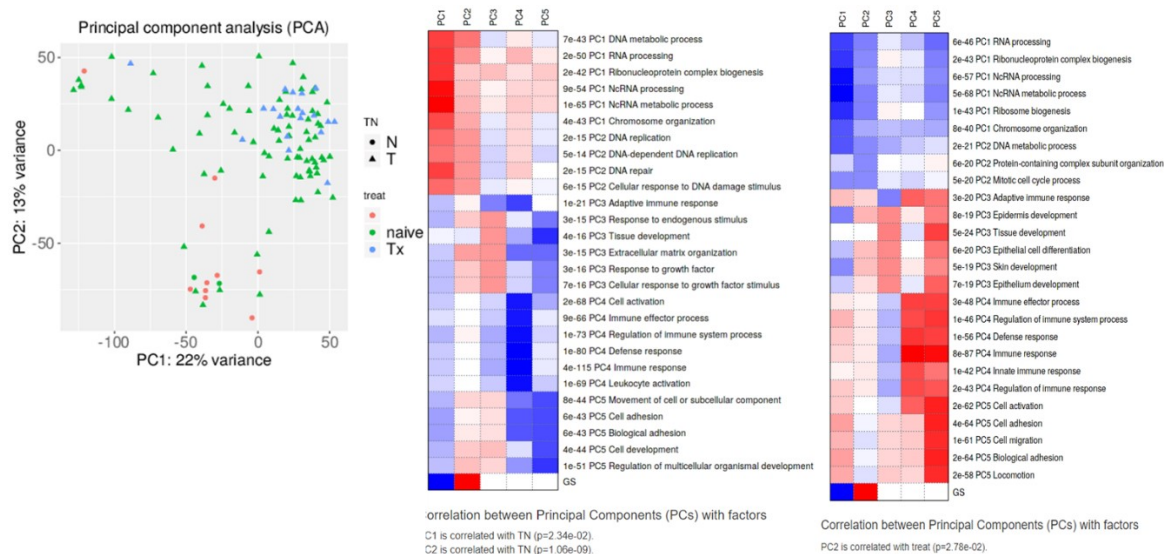 Principal component analysis (PCA)
50
0
-50
PC2: 13% variance
-100
-50
0
50
PC1: 22% variance
TN
N
T
treat
naive
Tx
PC1
PC2
PC3
PC4
PC5
7e-43 PC1 DNA metabolic process
2e-50 PC1 RNA processing
2e-42 PC1 Ribonucleoprotein complex biogenesis
9e-54 PC1 NcRNA processing
1e-65 PC1 NcRNA metabolic process
4e-43 PC1 Chromosome organization
2e-15 PC2 DNA replication
5e-14 PC2 DNA-dependent DNA replication
2e-15 PC2 DNA repair
6e-15 PC2 Cellular response to DNA damage stimulus
1e-21 PC3 Adaptive immune response
3e-15 PC3 Response to endogenous stimulus
4e-16 PC3 Tissue development
3e-15 PC3 Extracellular matrix organization
3e-16 PC3 Response to growth factor
7e-16 PC3 Cellular response to growth factor stimulus
2e-68 PC4 Cell activation
9e-66 PC4 Immune effector process
1e-73 PC4 Regulation of immune system process
1e-80 PC4 Defense response
4e-115 PC4 Immune response
1e-69 PC4 Leukocyte activation
8e-44 PC5 Movement of cell or subcellular component
6e-43 PC5 Cell adhesion
6e-43 PC5 Biological adhesion
4e-44 PC5 Cell development
1e-51 PC5 Regulation of multicellular organismal development
GS
orrelation between Principal Components (PCs) with factors
C1 is correlated with TN (p=2.34e-02).
C2 is correlated with TN (p=1.06e-09).
PC1
PC2
PC3
PC4
PC5
6e-46 PC1 RNA processing
2e-43 PC1 Ribonucleoprotein complex biogenesis
6e-57 PC1 NcRNA processing
5e-68 PC1 NcRNA metabolic process
1e-43 PC1 Ribosome biogenesis
8e-40 PC1 Chromosome organization
2e-21 PC2 DNA metabolic process
6e-20 PC2 Protein-containing complex subunit organization
5e-20 PC2 Mitotic cell cycle process
3e-20 PC3 Adaptive immune response
8e-19 PC3 Epidermis development
5e-24 PC3 Tissue development
6e-20 PC3 Epithelial cell differentiation
5e-19 PC3 Skin development
7e-19 PC3 Epithelium development
3e-48 PC4 Immune effector process
1e-46 PC4 Regulation of immune system process
1e-56 PC4 Defense response
8e-87 PC4 Immune response
1e-42 PC4 Innate immune response
2e-43 PC4 Regulation of immune response
2e-62 PC5 Cell activation
4e-64 PC5 Cell adhesion
1e-61 PC5 Cell migration
2e-64 PC5 Biological adhesion
2e-58 PC5 Locomotion
GS
Correlation between Principal Components (PCs) with factors
PC2 is correlated with treat (p=2.78e-02).